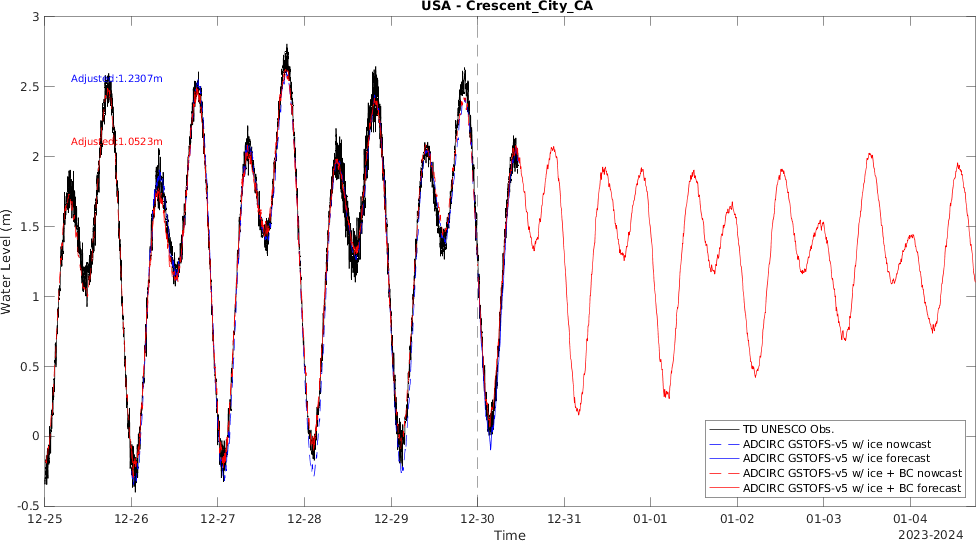 USA - Crescent_City_CA
3
2.5
2
1.5
1
0.5
0
-0.5
Water Level (m)
Adjusted:1.2307m
Adjusted:1.0523m
TD UNESCO Obs.
ADCIRC GSTOFS-v5 w/ ice nowcast
ADCIRC GSTOFS-v5 w/ ice forecast
ADCIRC GSTOFS-v5 w/ ice + BC nowcast
ADCIRC GSTOFS-v5 w/ ice + BC forecast
12-25 12-26 12-27 12-28 12-29 12-30 12-31 01-01 01-02 01-03 01-04
Time
2023-2024